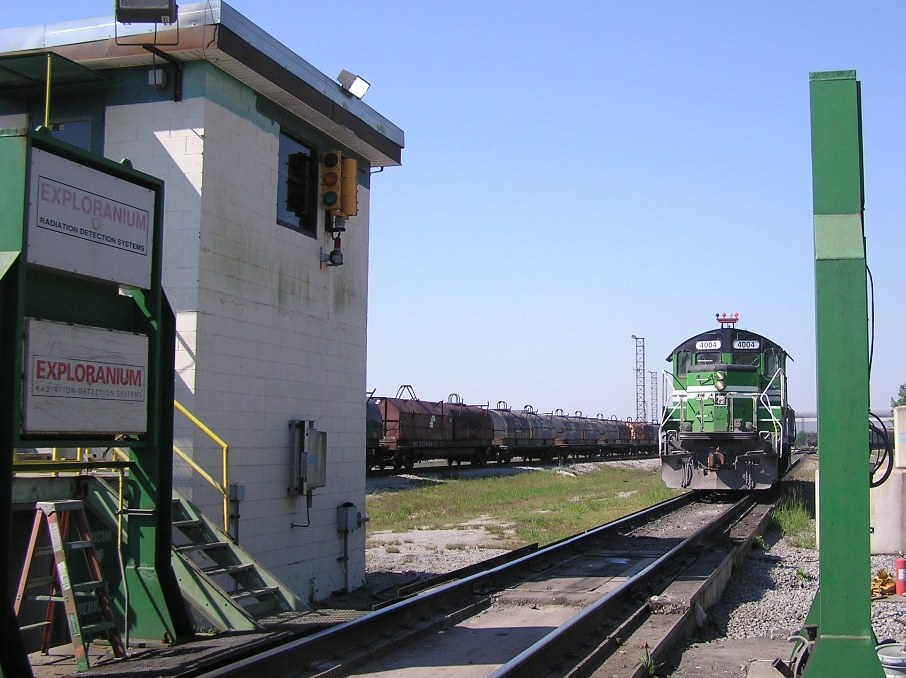 EXPLORANIUM
RADIATION DETECTION SYSTEMS
EXPLORANIUM
RADIATION DETECTION SYSTEMS
4004 4004